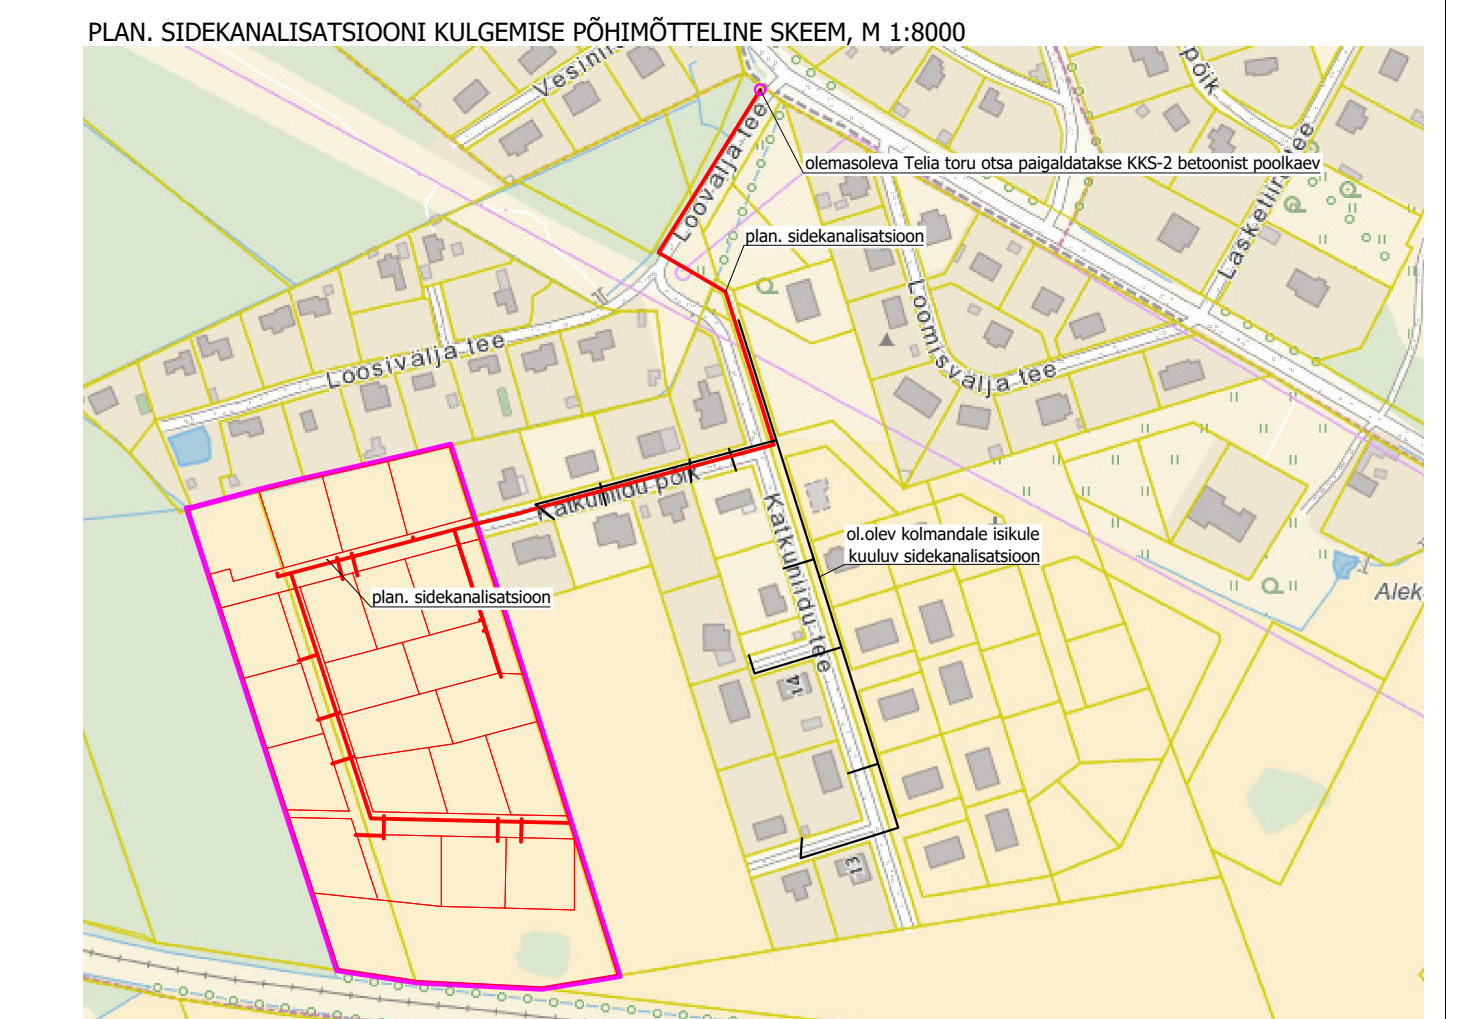 PLAN. SIDEKANALISATSIOONI KULGEMISE PÕHIMÕTTELINE SKEEM, M 1:8000
põik
Loovälja tee
Lasketiiru tee
olemasoleva Telia toru otsa paigaldatakse KKS-2 betoonist poolkaev
plan. sidekanalisatsioon
Loomisvälja tee
Loosivälja tee
Katkuniidu põik
Katkuniidu tee
ol.olev kolmandale isikule
kuuluv sidekanalisatsioon
plan. sidekanalisatsioon
Alek
14
13